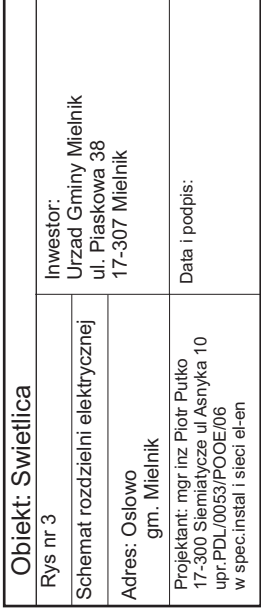 Obiekt: Swietlica
Rys nr 3
Schemat rozdzielni elektrycznej
Adres: Oslowo
gm. Mielnik
Inwestor:
Urzad Gminy Mielnik
ul. Piaskowa 38
17-307 Mielnik
Projektant: mgr inz Piotr Putko
17-300 Siemiatycze ul Asnyka 10
upr.PDL/0053/POOE/06
w spec.instal i sieci el-en
Data i podpis: